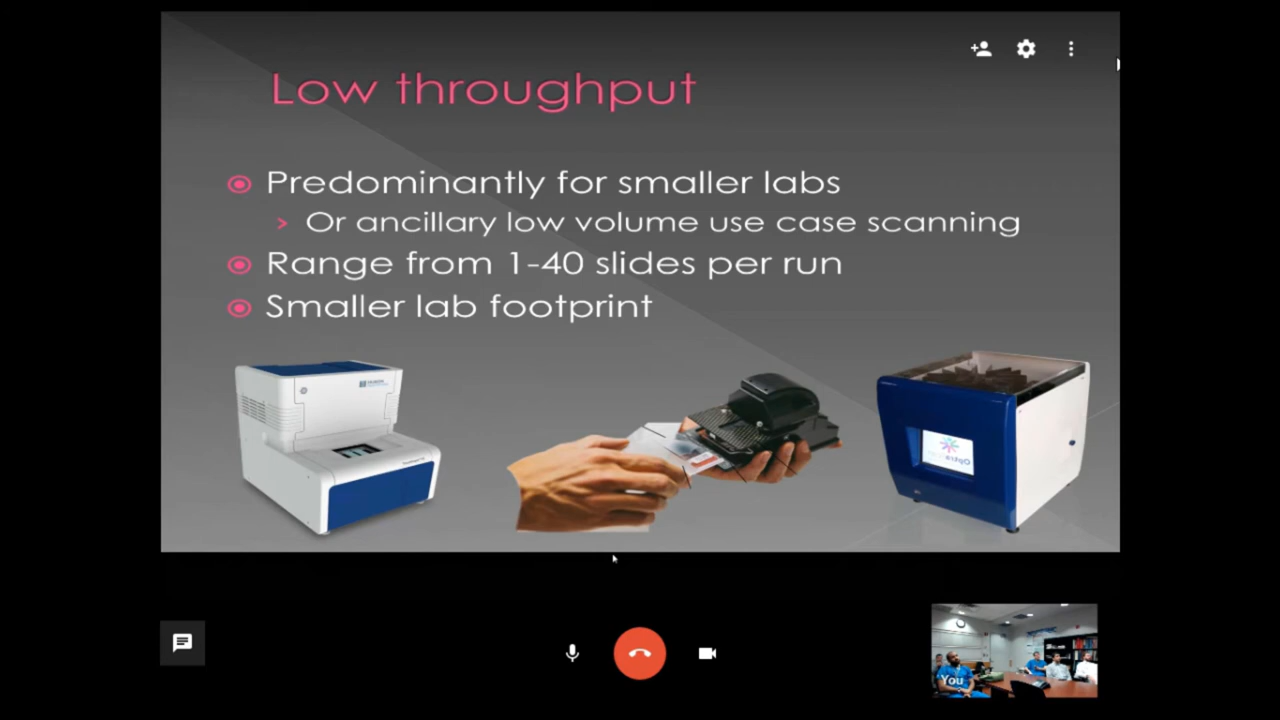 Low throughput
Predominantly for smaller labs
Or ancillary low volume use case scanning
Range from 1-40 slides per run
Smaller lab footprint
You